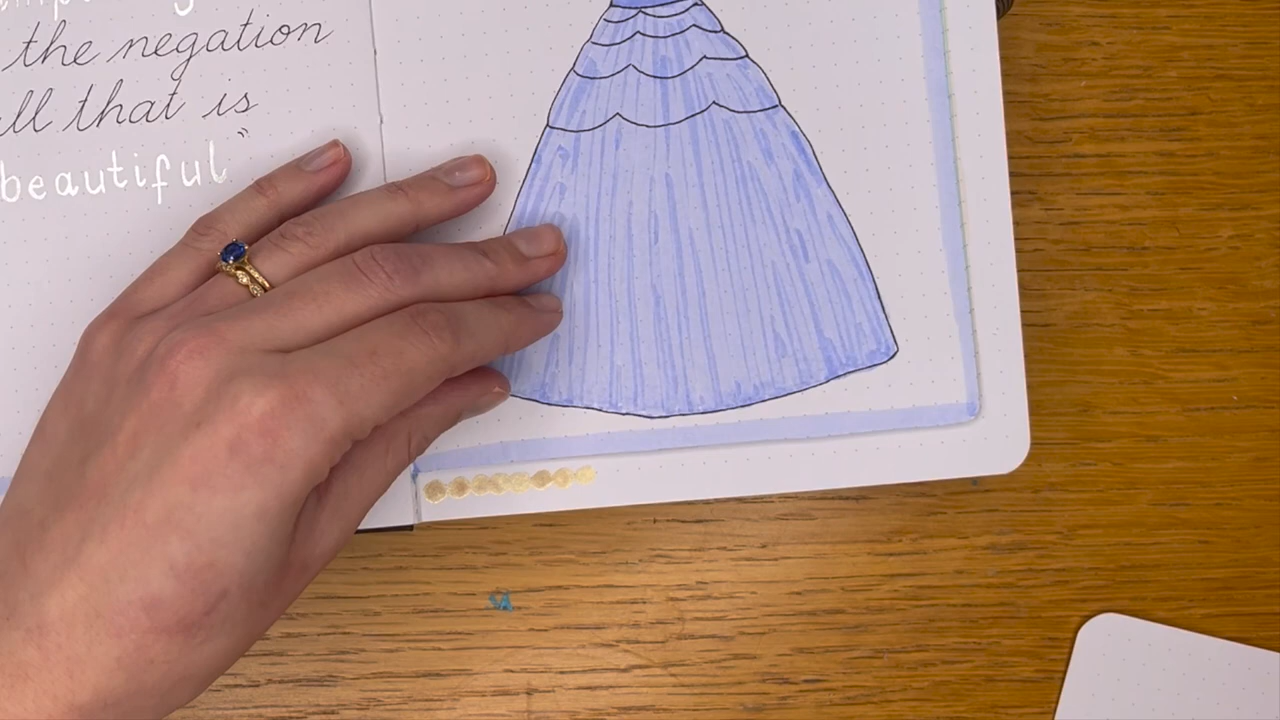 the negation
ll that is
beautiful"